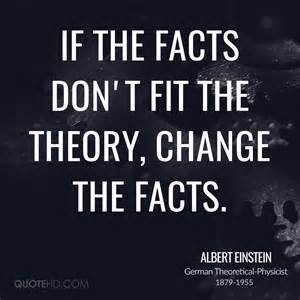 IF THE FACTS
DON'T FIT THE
THEORY, CHANGE
THE FACTS.
ALBERT EINSTEIN
German Theoretical-Physicist
1879-1955
QUOTEHD.COM